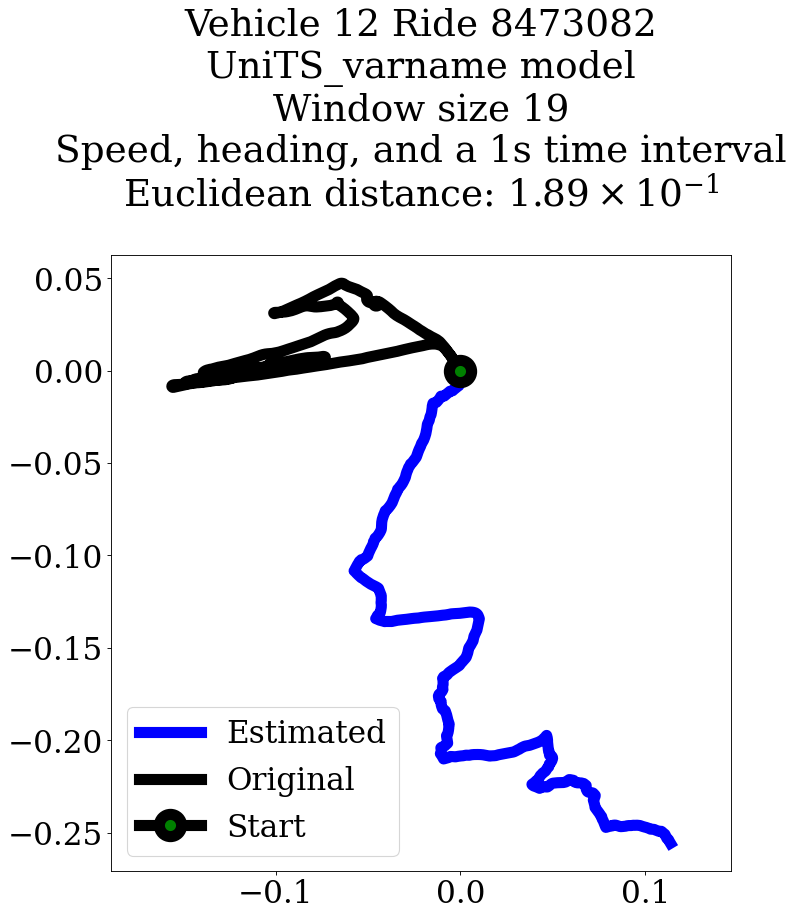 Vehicle 12 Ride 8473082
UniTS_varname model
Window size 19
Speed, heading, and a 1s time interval
Euclidean distance: 1.89 × 10⁻¹
0.05
0.00
−0.05
−0.10
−0.15
−0.20
−0.25
Estimated
Original
Start
−0.1
0.0
0.1